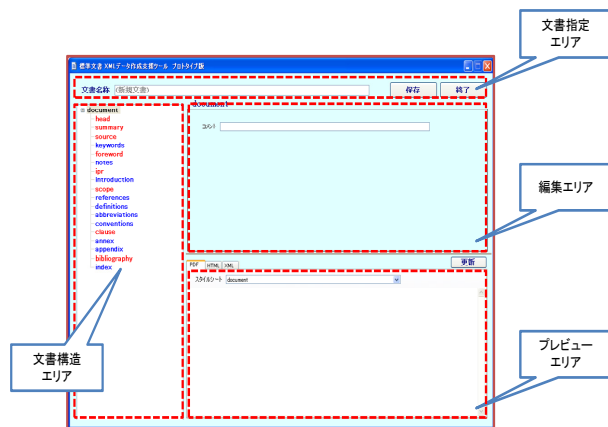 文書指定
エリア
標準文書 XMLデータ作成支援ツール プロトタイプ版
文書名称 (新規文書) 保存 終了
document
head
summary
source
keywords
foreword
notes
ipr
introduction
scope
references
definitions
abbreviations
conventions
clause
annex
appendix
bibliography
index
document
コメント
編集エリア
PDF HTML XML 更新
スタイルシート document
文書構造
エリア
プレビュー
エリア